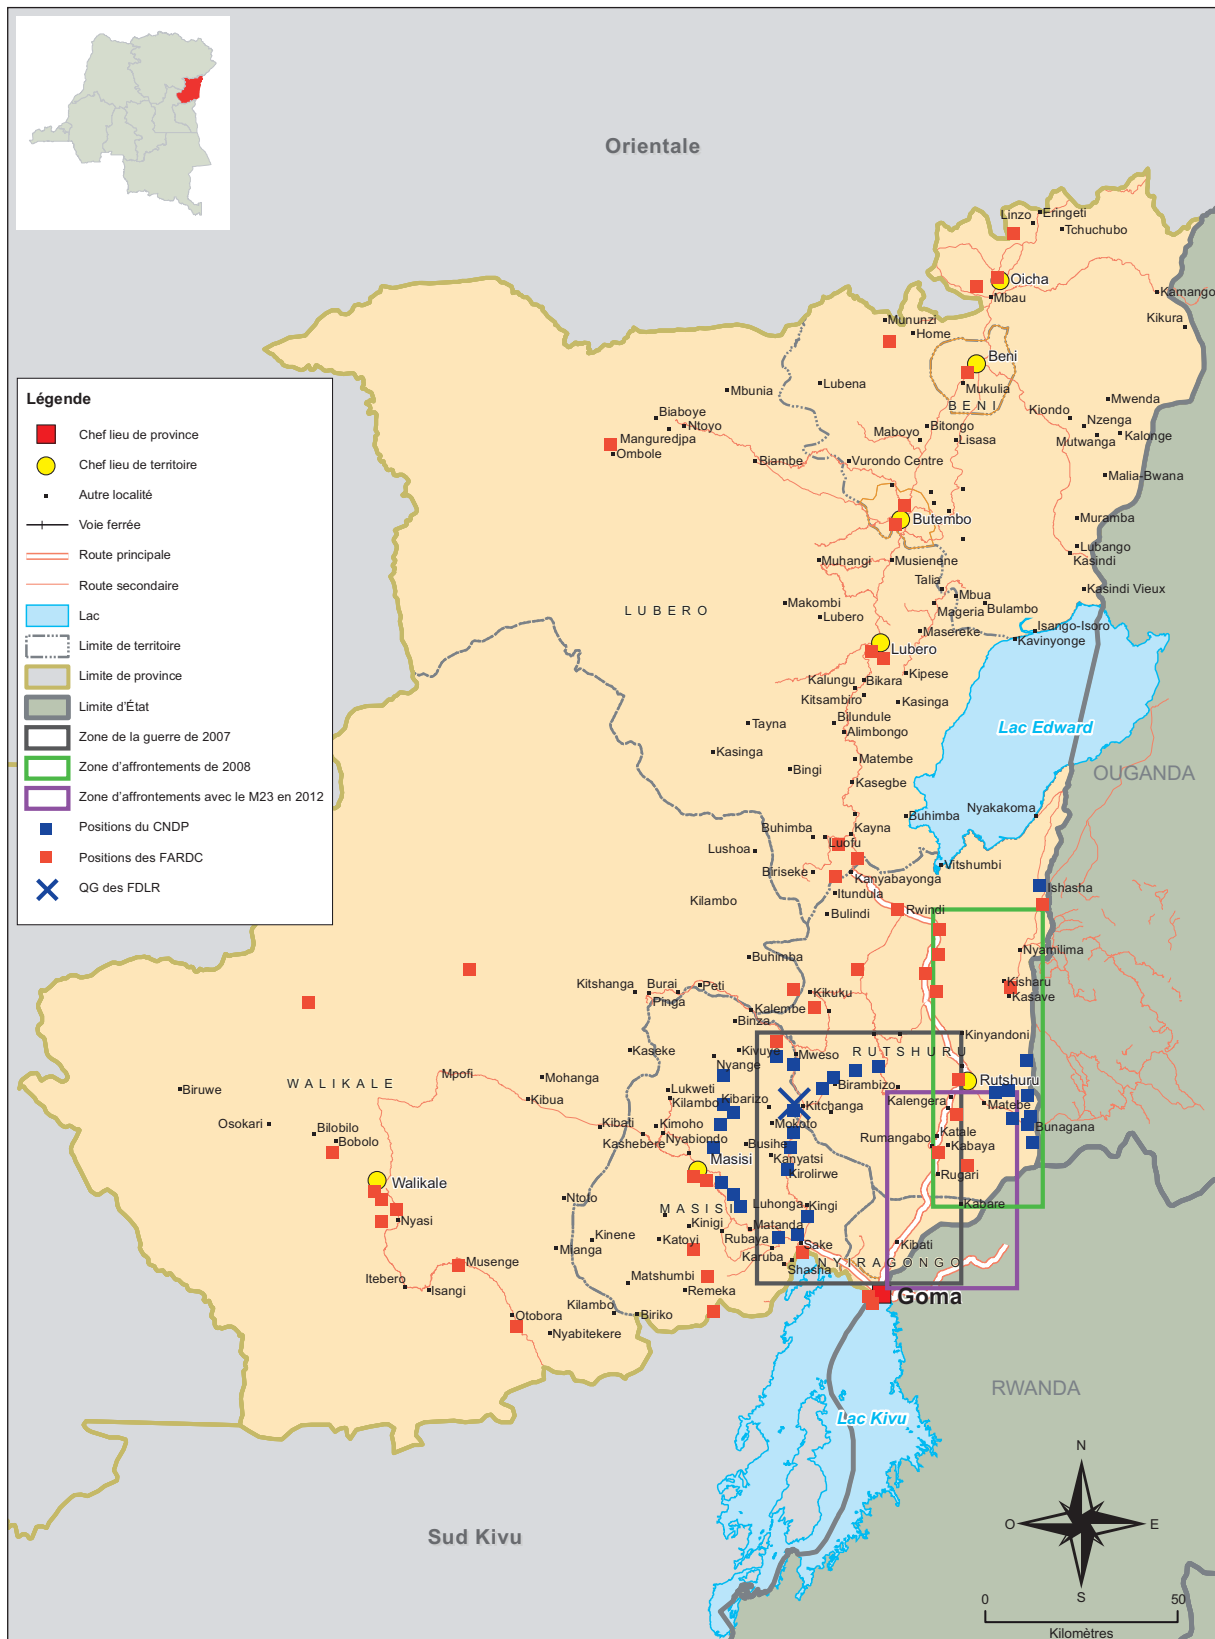 Orientale
Linzo
Eringeti
Tchuchubo
Oicha
Mbau
Kamango
Kikura
Mununzi
Home
Beni
Mukulia
BENI
Mbunia
Lubena
Mwenda
Biaboye
Ntoyo
Manguredjpa
Ombole
Kiondo
Nzenga
Mutwanga
Kalonge
Maboyo
Bitongo
Lisasa
Biambe
Vurondo Centre
Malia-Bwana
Butembo
Muramba
Lubango
Kasindi
Muhangi
Musienene
Talia
Mbua
Kasindi Vieux
Makombi
Lubero
Mageria
Bulambo
LUBERO
Masereke
Isango-Isoro
Kavinyonge
Lubero
Kalungu
Bikara
Kipese
Kitsambiro
Kasinga
Tayna
Bilundule
Alimbongo
Lac Edward
Kasinga
Bingi
Matembe
Kasegbe
OUGANDA
Nyakakoma
Buhimba
Buhimba
Kayna
Luofu
Lushoa
Vitshumbi
Biriseke
Kanyabayonga
Itundula
Ishasha
Kilambo
Bulindi
Rwindi
Nyamilima
Buhimba
Kitshanga
Burai
Pinga
Peti
Kikuku
Kisharu
Kasave
Kalembe
Binza
Kinyandoni
Kaseke
Kivuye
Nyange
Mweso
RUTSHURU
Mpofi
Mohanga
WALIKALE
Biruwe
Kibua
Lukweti
Kilambo
Kibarizo
Birambizo
Rutshuru
Kalengera
Matebe
Kitchanga
Osokari
Bilobilo
Bobolo
Kibati
Kimoho
Nyabiondo
Kashebere
Mokoto
Busihe
Kanyatsi
Rumangabo
Katale
Kabaya
Bunagana
Walikale
Masisi
Kirolirwe
Rugari
Nyasi
Ntoto
MASISI
Luhonga
Kingi
Kabare
Kinigi
Matanda
Kinene
Katoyi
Rubaya
Mianga
Karuba
Sake
Kibati
NYIRAGONGO
Shasha
Musenge
Itebero
Isangi
Matshumbi
Remeka
Goma
Otobora
Kilambo
Biriko
Nyabitekere
RWANDA
Lac Kivu
Sud Kivu
Légende
Chef lieu de province
Chef lieu de territoire
Autre localité
Voie ferrée
Route principale
Route secondaire
Lac
Limite de territoire
Limite de province
Limite d'État
Zone de la guerre de 2007
Zone d'affrontements de 2008
Zone d'affrontements avec le M23 en 2012
Positions du CNDP
Positions des FARDC
QG des FDLR
N
O
E
S
0
50
Kilomètres